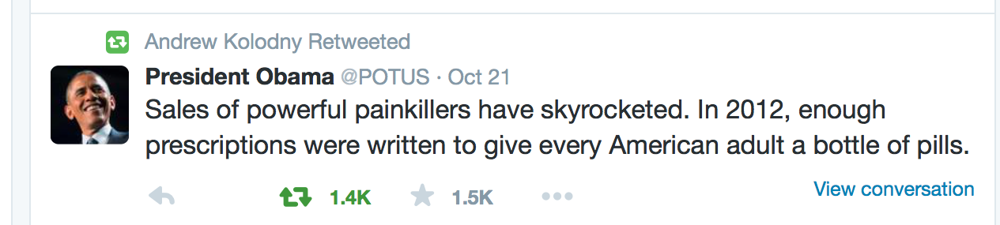 Andrew Kolodny Retweeted
President Obama @POTUS · Oct 21
Sales of powerful painkillers have skyrocketed. In 2012, enough
prescriptions were written to give every American adult a bottle of pills.
1.4K 1.5K View conversation